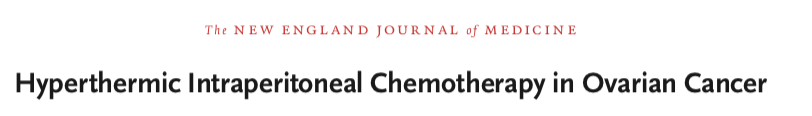 The NEW ENGLAND JOURNAL of MEDICINE
Hyperthermic Intraperitoneal Chemotherapy in Ovarian Cancer